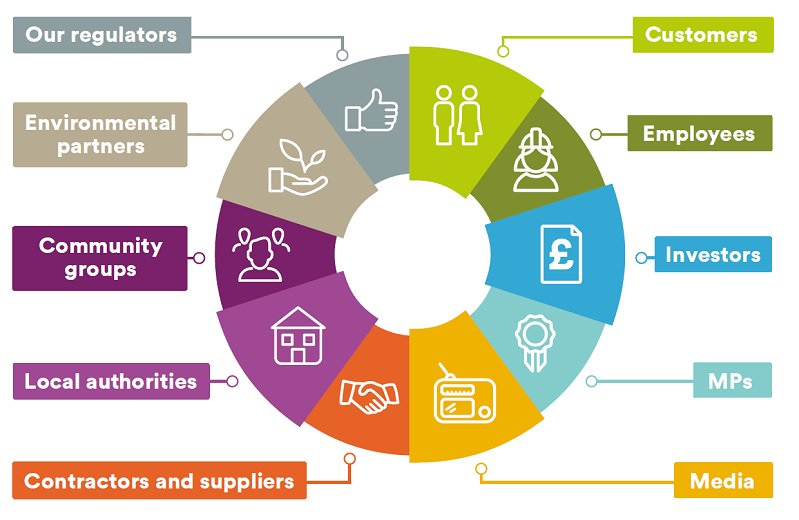 Our regulators
Customers
Environmental
partners
Employees
Community
groups
£
Investors
Local authorities
MPs
Contractors and suppliers
Media